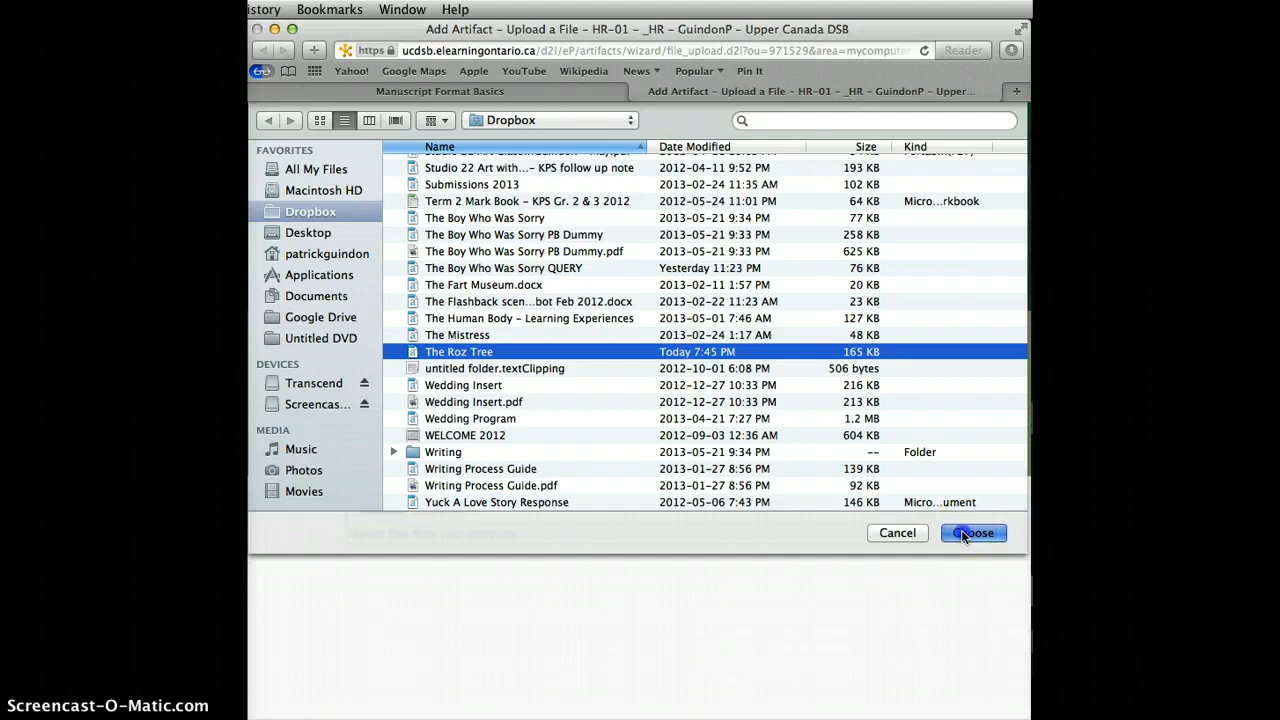 istory Bookmarks Window Help
Add Artifact - Upload a File - HR-01 - _HR - GuindonP - Upper Canada DSB
https ucdsb.elearningontario.ca/d2l/eP/artifacts/wizard/file_upload.d2l?ou=971529&area=mycompute Reader
Yahoo! Google Maps Apple YouTube Wikipedia News Popular Pin It
Manuscript Format Basics Add Artifact - Upload a File - HR-01 - _HR - GuindonP - Upper...
Dropbox
FAVORITES Name Date Modified Size Kind
All My Files Studio 22 Art with...– KPS follow up note 2012-04-11 9:52 PM 193 KB
Macintosh HD Submissions 2013 2013-02-24 11:35 AM 102 KB
Term 2 Mark Book – KPS Gr. 2 & 3 2012 2012-05-24 11:01 PM 64 KB Micro...rkbook
Dropbox The Boy Who Was Sorry 2013-05-21 9:34 PM 77 KB
Desktop The Boy Who Was Sorry PB Dummy 2013-05-21 9:33 PM 258 KB
patrickguindon The Boy Who Was Sorry PB Dummy.pdf 2013-05-21 9:33 PM 625 KB
Applications The Boy Who Was Sorry QUERY Yesterday 11:23 PM 76 KB
The Fart Museum.docx 2013-02-11 1:57 PM 20 KB
Documents The Flashback scen...bot Feb 2012.docx 2013-02-22 11:23 AM 23 KB
Google Drive The Human Body – Learning Experiences 2013-05-01 7:46 AM 127 KB
Untitled DVD The Mistress 2013-02-24 1:17 AM 48 KB
The Roz Tree Today 7:45 PM 165 KB
DEVICES untitled folder.textClipping 2012-10-01 6:08 PM 506 bytes
Transcend Wedding Insert 2012-12-27 10:33 PM 216 KB
Screencas... Wedding Insert.pdf 2012-12-27 10:33 PM 213 KB
Wedding Program 2013-04-21 7:27 PM 1.2 MB
MEDIA WELCOME 2012 2012-09-03 12:36 AM 604 KB
Music Writing 2013-05-21 9:34 PM -- Folder
Photos Writing Process Guide 2013-01-27 8:56 PM 139 KB
Movies Writing Process Guide.pdf 2013-01-27 8:56 PM 92 KB
Yuck A Love Story Response 2012-05-06 7:43 PM 146 KB Micro...ument
Cancel Choose
Screencast-O-Matic.com